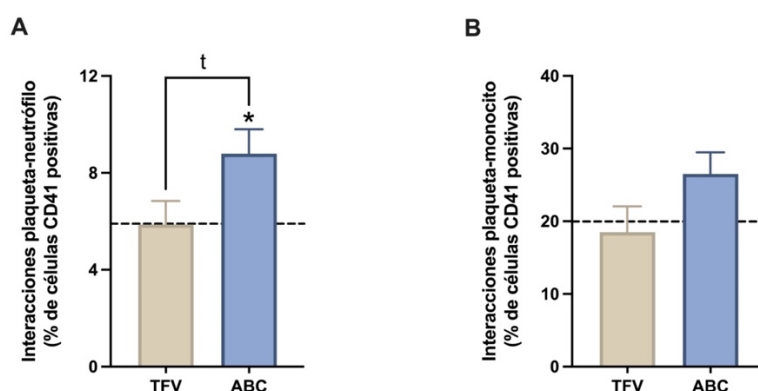 A
Interacciones plaqueta-neutrófilo
(% de células CD41 positivas)
12
8
4
0
t
*
TFV
ABC
B
Interacciones plaqueta-monocito
(% de células CD41 positivas)
40
30
20
10
0
TFV
ABC